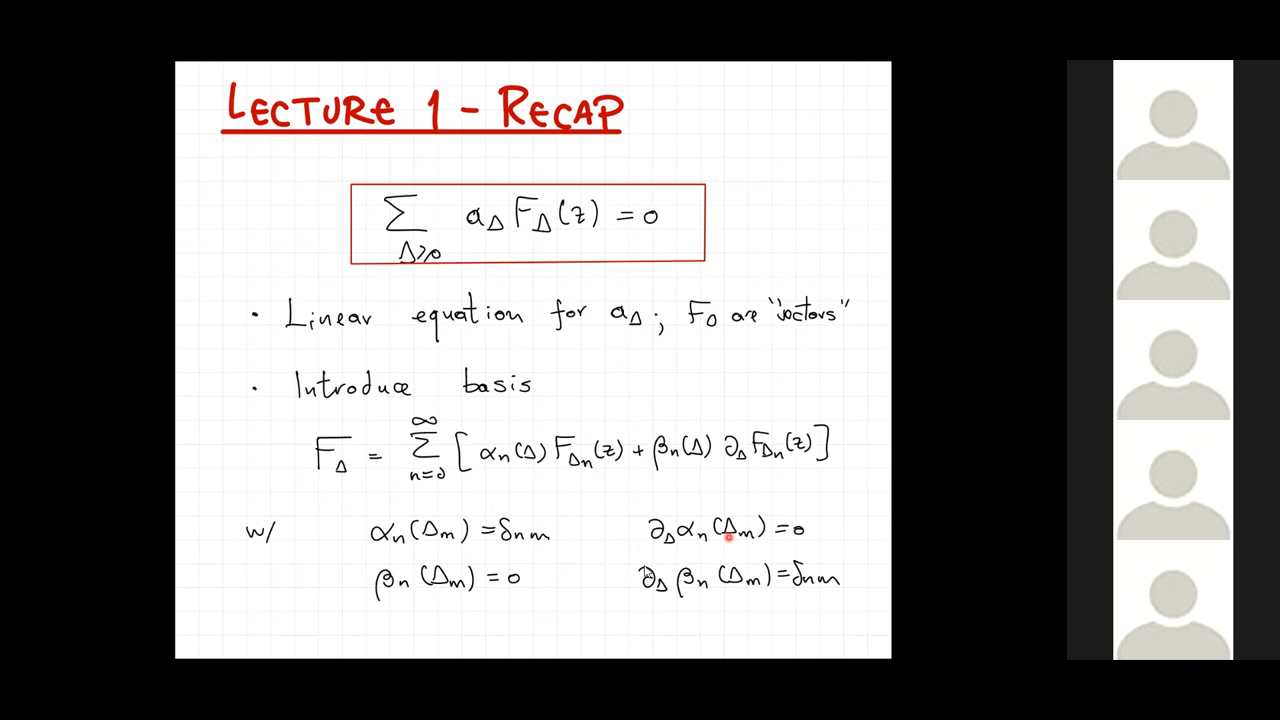 LECTURE 1 - RECAP
∑ a_Δ F_Δ(z) = 0
Δ⩾0
· Linear equation for a_Δ ; F_Δ are "vectors"
· Introduce basis
F_Δ = ∑_{n=0}^{∞} [ α_n(Δ) F_{Δ_n}(z) + β_n(Δ) ∂_Δ F_{Δ_n}(z) ]
w/ α_n(Δ_m) = δ_{nm} ∂_Δ α_n(Δ_m) = 0
β_n(Δ_m) = 0 ∂_Δ β_n(Δ_m) = δ_{nm}